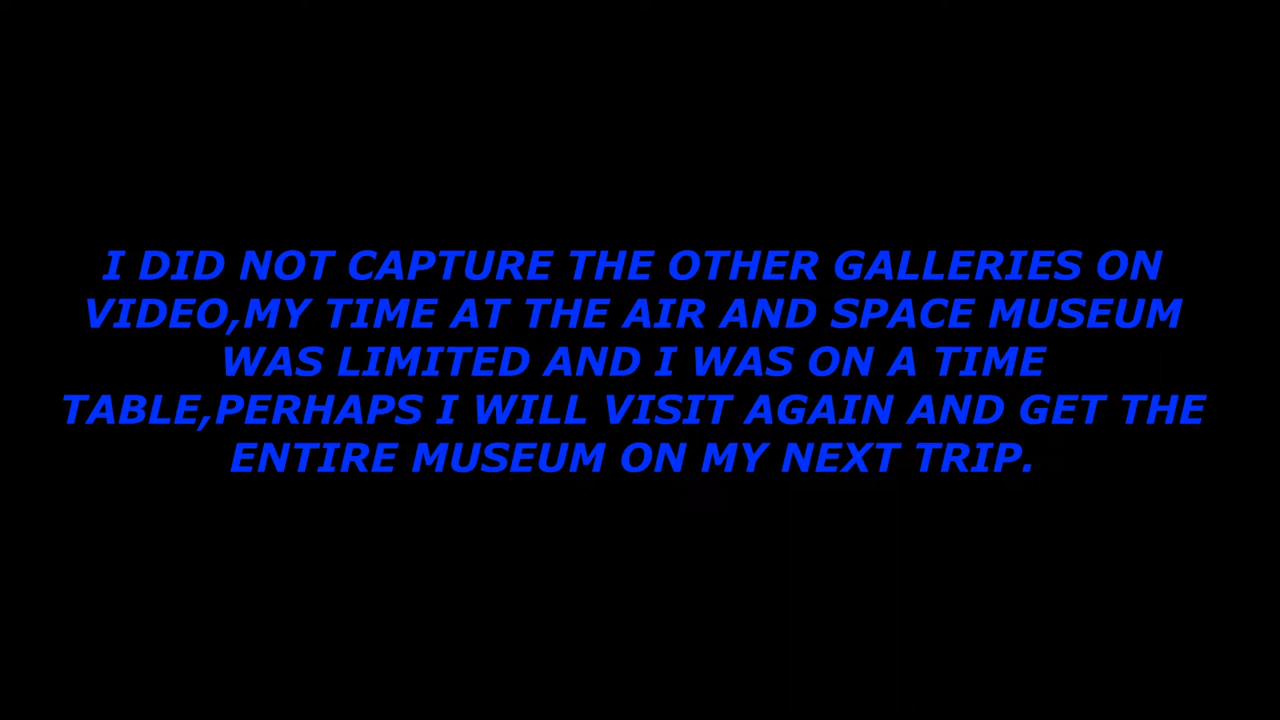 I DID NOT CAPTURE THE OTHER GALLERIES ON
VIDEO,MY TIME AT THE AIR AND SPACE MUSEUM
WAS LIMITED AND I WAS ON A TIME
TABLE,PERHAPS I WILL VISIT AGAIN AND GET THE
ENTIRE MUSEUM ON MY NEXT TRIP.